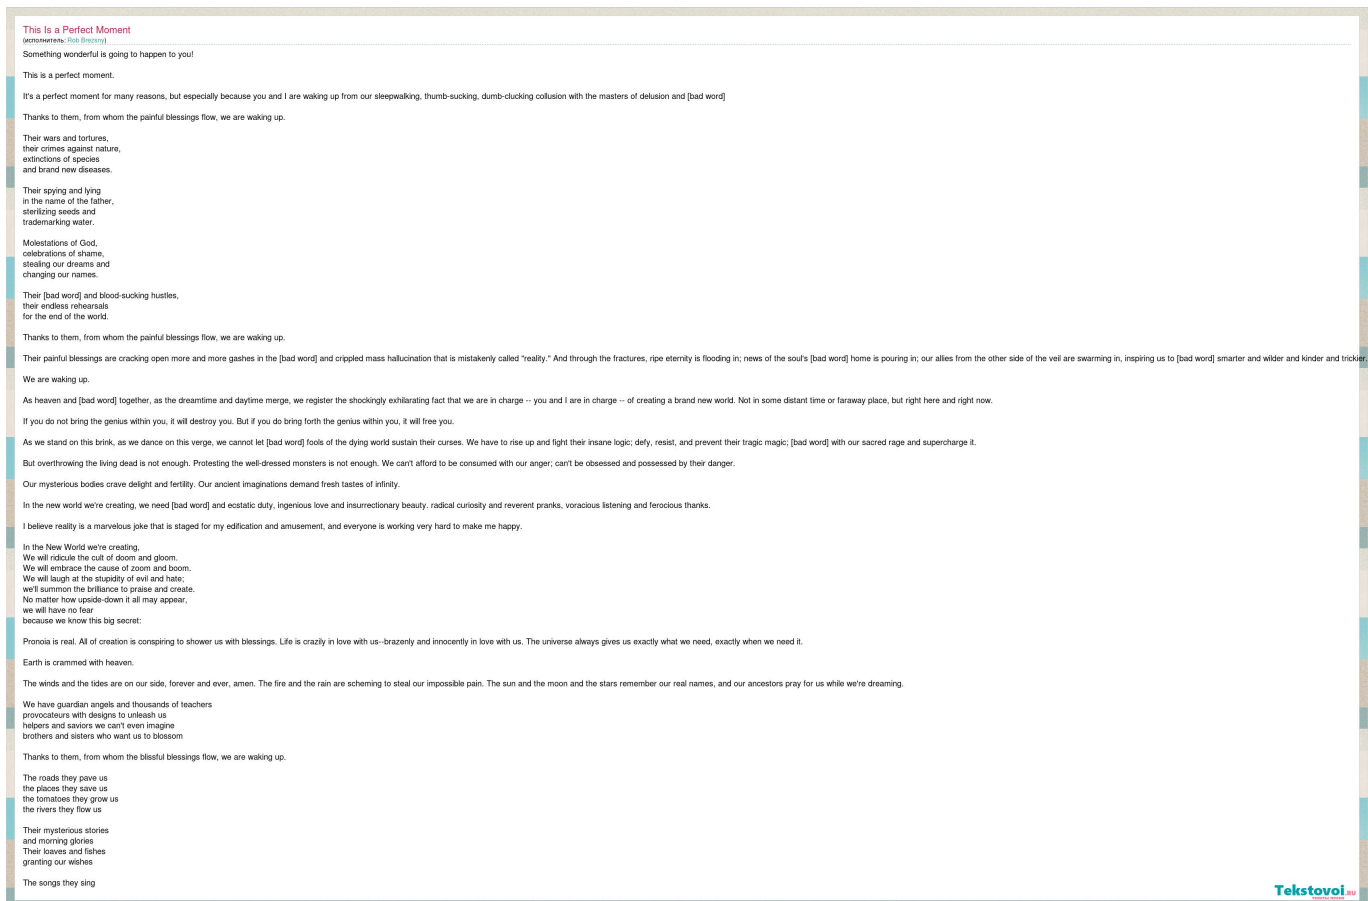 This Is a Perfect Moment
(исполнитель: Rob Brezsny)
Something wonderful is going to happen to you!
This is a perfect moment.
It's a perfect moment for many reasons, but especially because you and I are waking up from our sleepwalking, thumb-sucking, dumb-clucking collusion with the masters of delusion and [bad word]
Thanks to them, from whom the painful blessings flow, we are waking up.
Their wars and tortures,
their crimes against nature,
extinctions of species
and brand new diseases.
Their spying and lying
in the name of the father,
sterilizing seeds and
trademarking water.
Molestations of God,
celebrations of shame,
stealing our dreams and
changing our names.
Their [bad word] and blood-sucking hustles,
their endless rehearsals
for the end of the world.
Thanks to them, from whom the painful blessings flow, we are waking up.
Their painful blessings are cracking open more and more gashes in the [bad word] and crippled mass hallucination that is mistakenly called "reality." And through the fractures, ripe eternity is flooding in; news of the soul's [bad word] home is pouring in; our allies from the other side of the veil are swarming in, inspiring us to [bad word] smarter and wilder and kinder and trickier.
We are waking up.
As heaven and [bad word] together, as the dreamtime and daytime merge, we register the shockingly exhilarating fact that we are in charge -- you and I are in charge -- of creating a brand new world. Not in some distant time or faraway place, but right here and right now.
If you do not bring the genius within you, it will destroy you. But if you do bring forth the genius within you, it will free you.
As we stand on this brink, as we dance on this verge, we cannot let [bad word] fools of the dying world sustain their curses. We have to rise up and fight their insane logic; defy, resist, and prevent their tragic magic; [bad word] with our sacred rage and supercharge it.
But overthrowing the living dead is not enough. Protesting the well-dressed monsters is not enough. We can't afford to be consumed with our anger; can't be obsessed and possessed by their danger.
Our mysterious bodies crave delight and fertility. Our ancient imaginations demand fresh tastes of infinity.
In the new world we're creating, we need [bad word] and ecstatic duty, ingenious love and insurrectionary beauty. radical curiosity and reverent pranks, voracious listening and ferocious thanks.
I believe reality is a marvelous joke that is staged for my edification and amusement, and everyone is working very hard to make me happy.
In the New World we're creating,
We will ridicule the cult of doom and gloom.
We will embrace the cause of zoom and boom.
We will laugh at the stupidity of evil and hate;
we'll summon the brilliance to praise and create.
No matter how upside-down it all may appear,
we will have no fear
because we know this big secret:
Pronoia is real. All of creation is conspiring to shower us with blessings. Life is crazily in love with us--brazenly and innocently in love with us. The universe always gives us exactly what we need, exactly when we need it.
Earth is crammed with heaven.
The winds and the tides are on our side, forever and ever, amen. The fire and the rain are scheming to steal our impossible pain. The sun and the moon and the stars remember our real names, and our ancestors pray for us while we're dreaming.
We have guardian angels and thousands of teachers
provocateurs with designs to unleash us
helpers and saviors we can't even imagine
brothers and sisters who want us to blossom
Thanks to them, from whom the blissful blessings flow, we are waking up.
The roads they pave us
the places they save us
the tomatoes they grow us
the rivers they flow us
Their mysterious stories
and morning glories
Their loaves and fishes
granting our wishes
The songs they sing
Tekstovoi.RU